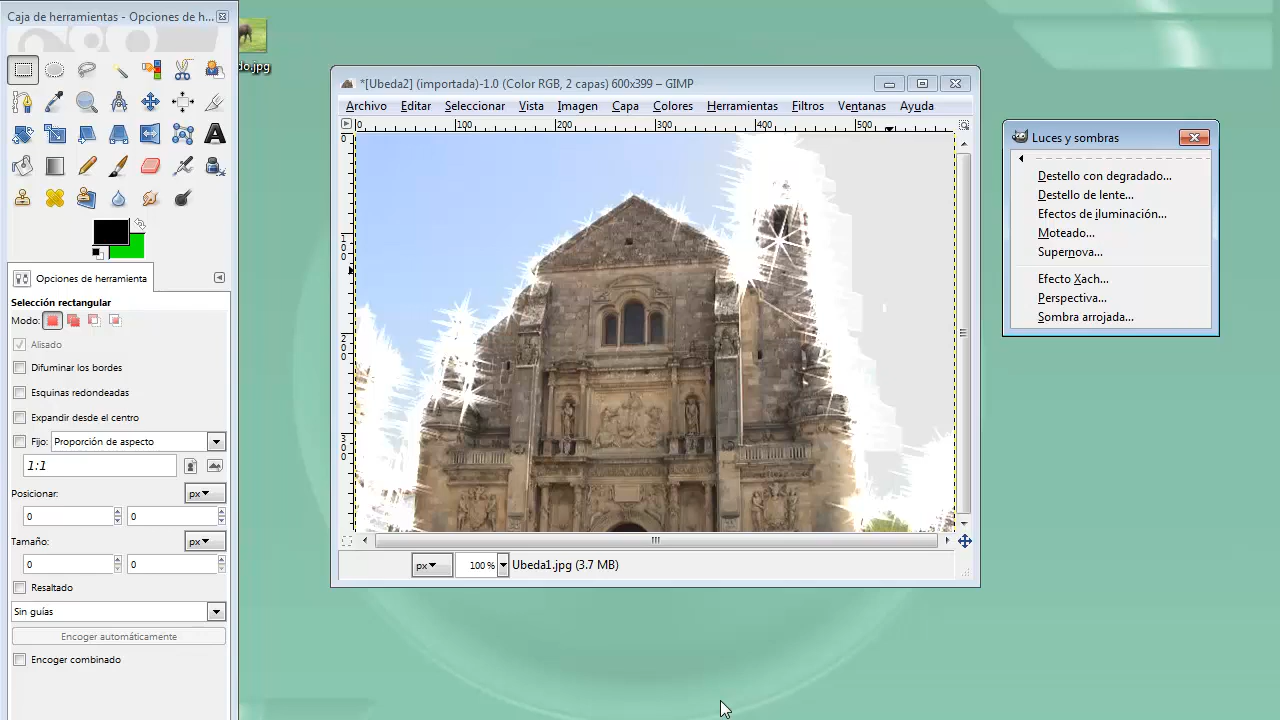 Caja de herramientas - Opciones de h...
do.jpg
Opciones de herramienta
Selección rectangular
Modo:
Alisado
Difuminar los bordes
Esquinas redondeadas
Expandir desde el centro
Fijo: Proporción de aspecto
1:1
Posicionar: px
0 0
Tamaño: px
0 0
Resaltado
Sin guías
Encoger automáticamente
Encoger combinado
*[Ubeda2] (importada)-1.0 (Color RGB, 2 capas) 600x399 – GIMP
Archivo Editar Seleccionar Vista Imagen Capa Colores Herramientas Filtros Ventanas Ayuda
0 100 200 300 400 500
0
100
200
300
px 100 % Ubeda1.jpg (3.7 MB)
Luces y sombras
Destello con degradado...
Destello de lente...
Efectos de iluminación...
Moteado...
Supernova...
Efecto Xach...
Perspectiva...
Sombra arrojada...